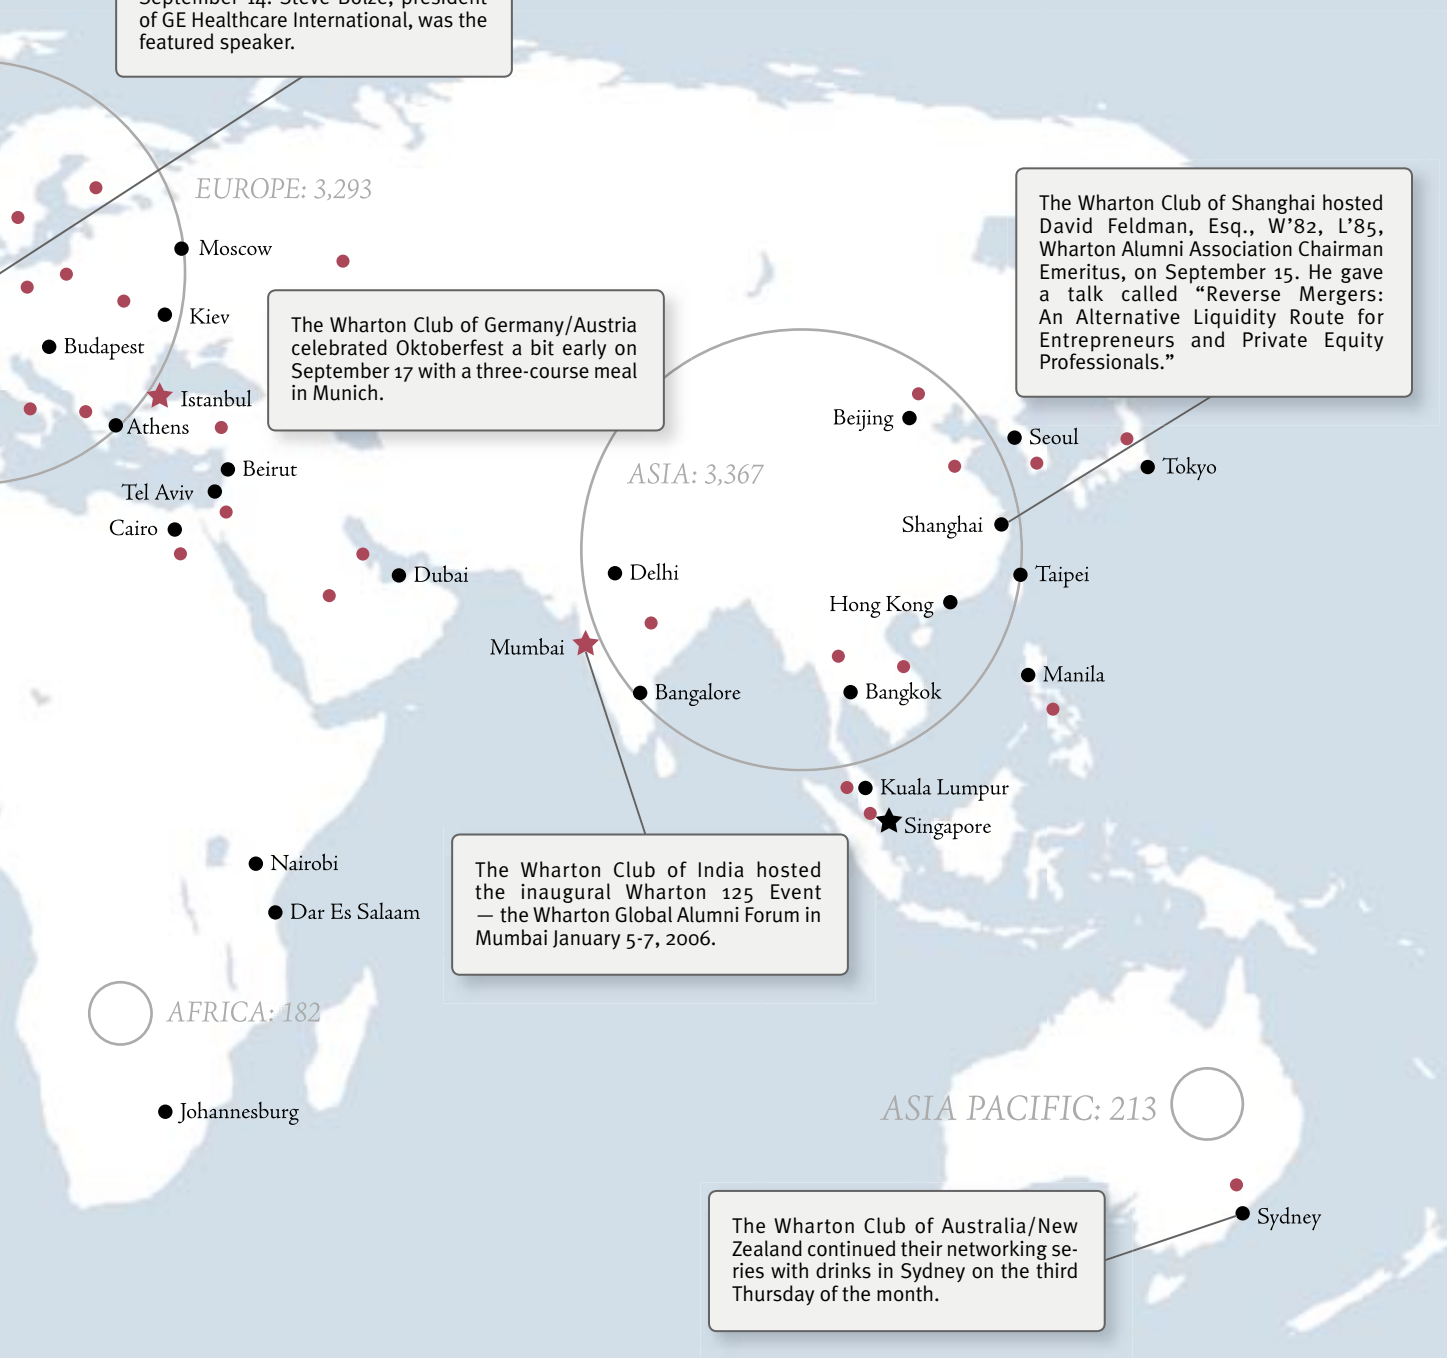 September 14. Steve Bolze, president
of GE Healthcare International, was the
featured speaker.
EUROPE: 3,293
Moscow
Kiev
Budapest
Istanbul
Athens
Beirut
Tel Aviv
Cairo
Dubai
The Wharton Club of Germany/Austria
celebrated Oktoberfest a bit early on
September 17 with a three-course meal
in Munich.
The Wharton Club of Shanghai hosted
David Feldman, Esq., W’82, L’85,
Wharton Alumni Association Chairman
Emeritus, on September 15. He gave
a talk called “Reverse Mergers:
An Alternative Liquidity Route for
Entrepreneurs and Private Equity
Professionals.”
ASIA: 3,367
Beijing
Seoul
Tokyo
Shanghai
Delhi
Taipei
Hong Kong
Mumbai
Manila
Bangalore
Bangkok
Kuala Lumpur
Singapore
The Wharton Club of India hosted
the inaugural Wharton 125 Event
— the Wharton Global Alumni Forum in
Mumbai January 5-7, 2006.
Nairobi
Dar Es Salaam
AFRICA: 182
Johannesburg
ASIA PACIFIC: 213
Sydney
The Wharton Club of Australia/New
Zealand continued their networking se-
ries with drinks in Sydney on the third
Thursday of the month.